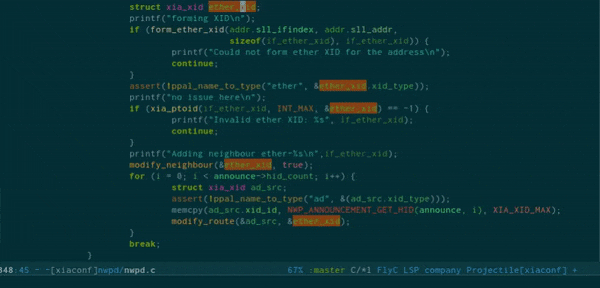 struct xia_xid ether_xid;
printf("forming XID\n");
if (form_ether_xid(addr.sll_ifindex, addr.sll_addr,
sizeof(if_ether_xid), if_ether_xid)) {
printf("Could not form ether XID for the address\n");
continue;
}
assert(!ppal_name_to_type("ether", &ether_xid.xid_type));
printf("no issue here\n");
if (xia_ptoid(if_ether_xid, INT_MAX, &ether_xid) == -1) {
printf("Invalid ether XID: %s", if_ether_xid);
continue;
}
printf("Adding neighbour ether-%s\n",if_ether_xid);
modify_neighbour(&ether_xid, true);
for (i = 0; i < announce->hid_count; i++) {
struct xia_xid ad_src;
assert(!ppal_name_to_type("ad", &(ad_src.xid_type)));
memcpy(ad_src.xid_id, NWP_ANNOUNCEMENT_GET_HID(announce, i), XIA_XID_MAX);
modify_route(&ad_src, &ether_xid);
}
break;
}
348:45 - -[xiaconf]nwpd/nwpd.c 67% :master C/*l FlyC LSP company Projectile[xiaconf] +